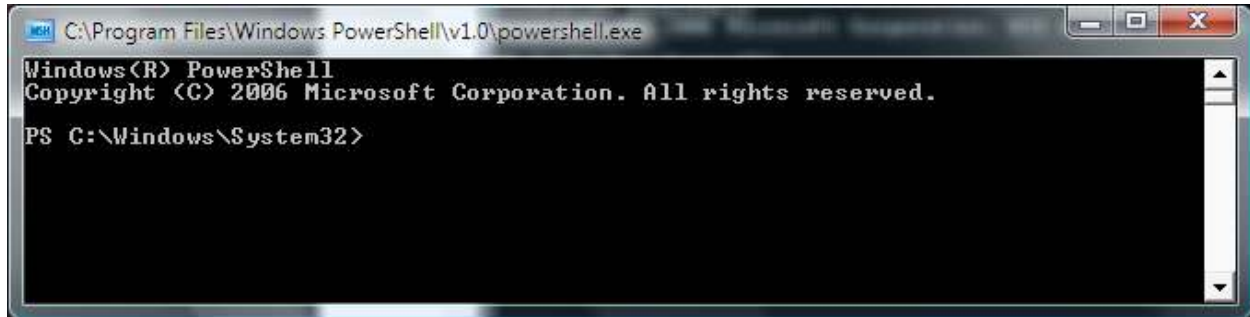 C:\Program Files\Windows PowerShell\v1.0\powershell.exe
Windows(R) PowerShell
Copyright (C) 2006 Microsoft Corporation. All rights reserved.
PS C:\Windows\System32>